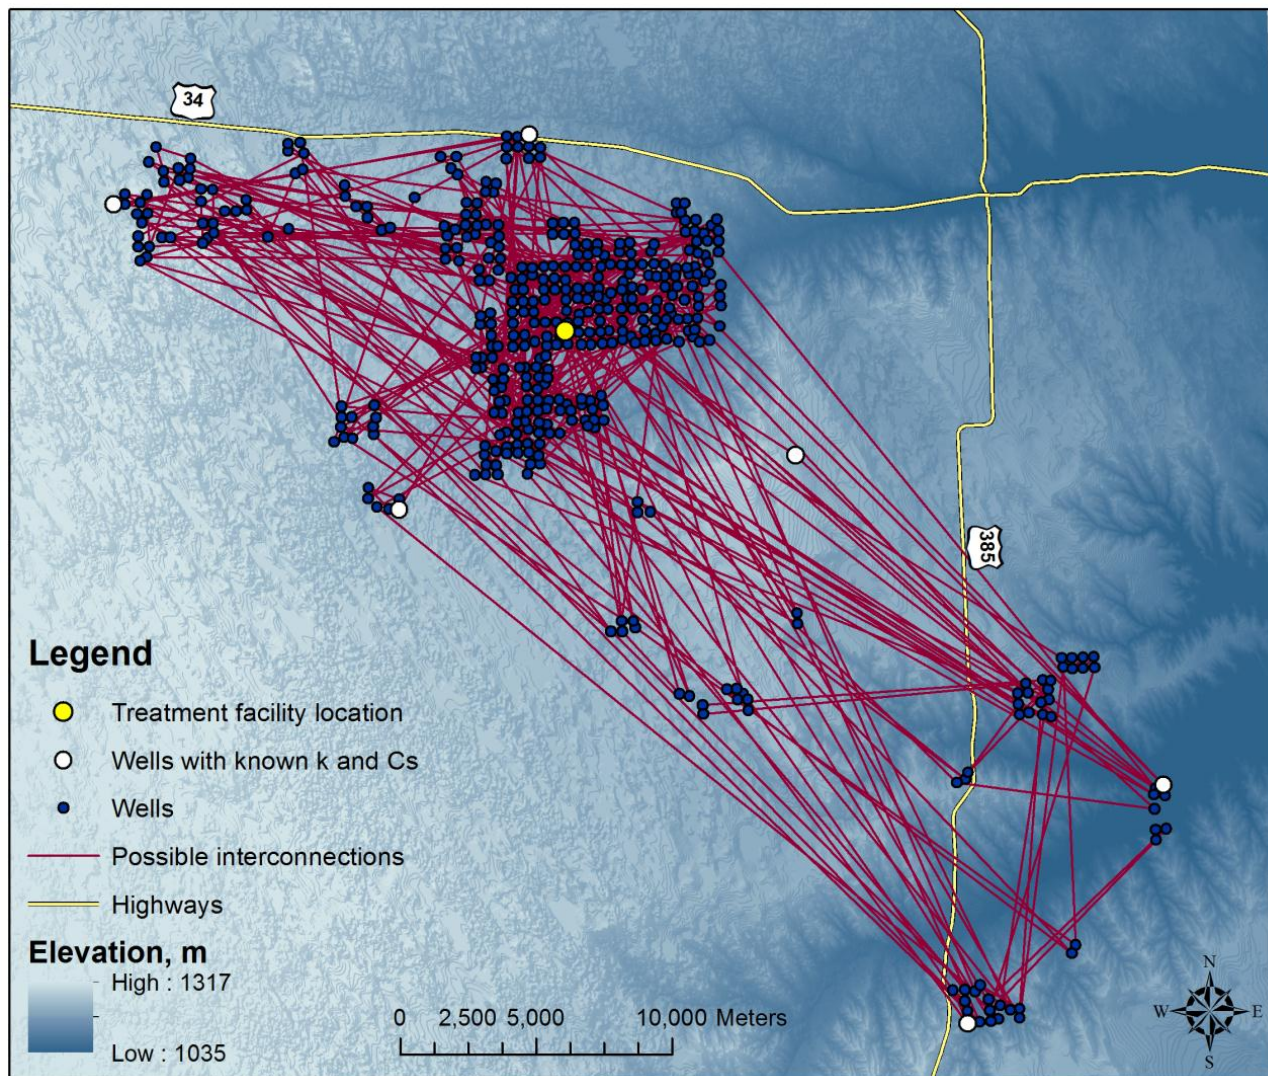 34
385
Legend
Treatment facility location
Wells with known k and Cs
Wells
Possible interconnections
Highways
Elevation, m
High : 1317
Low : 1035
0 2,500 5,000 10,000 Meters
N
W E
S